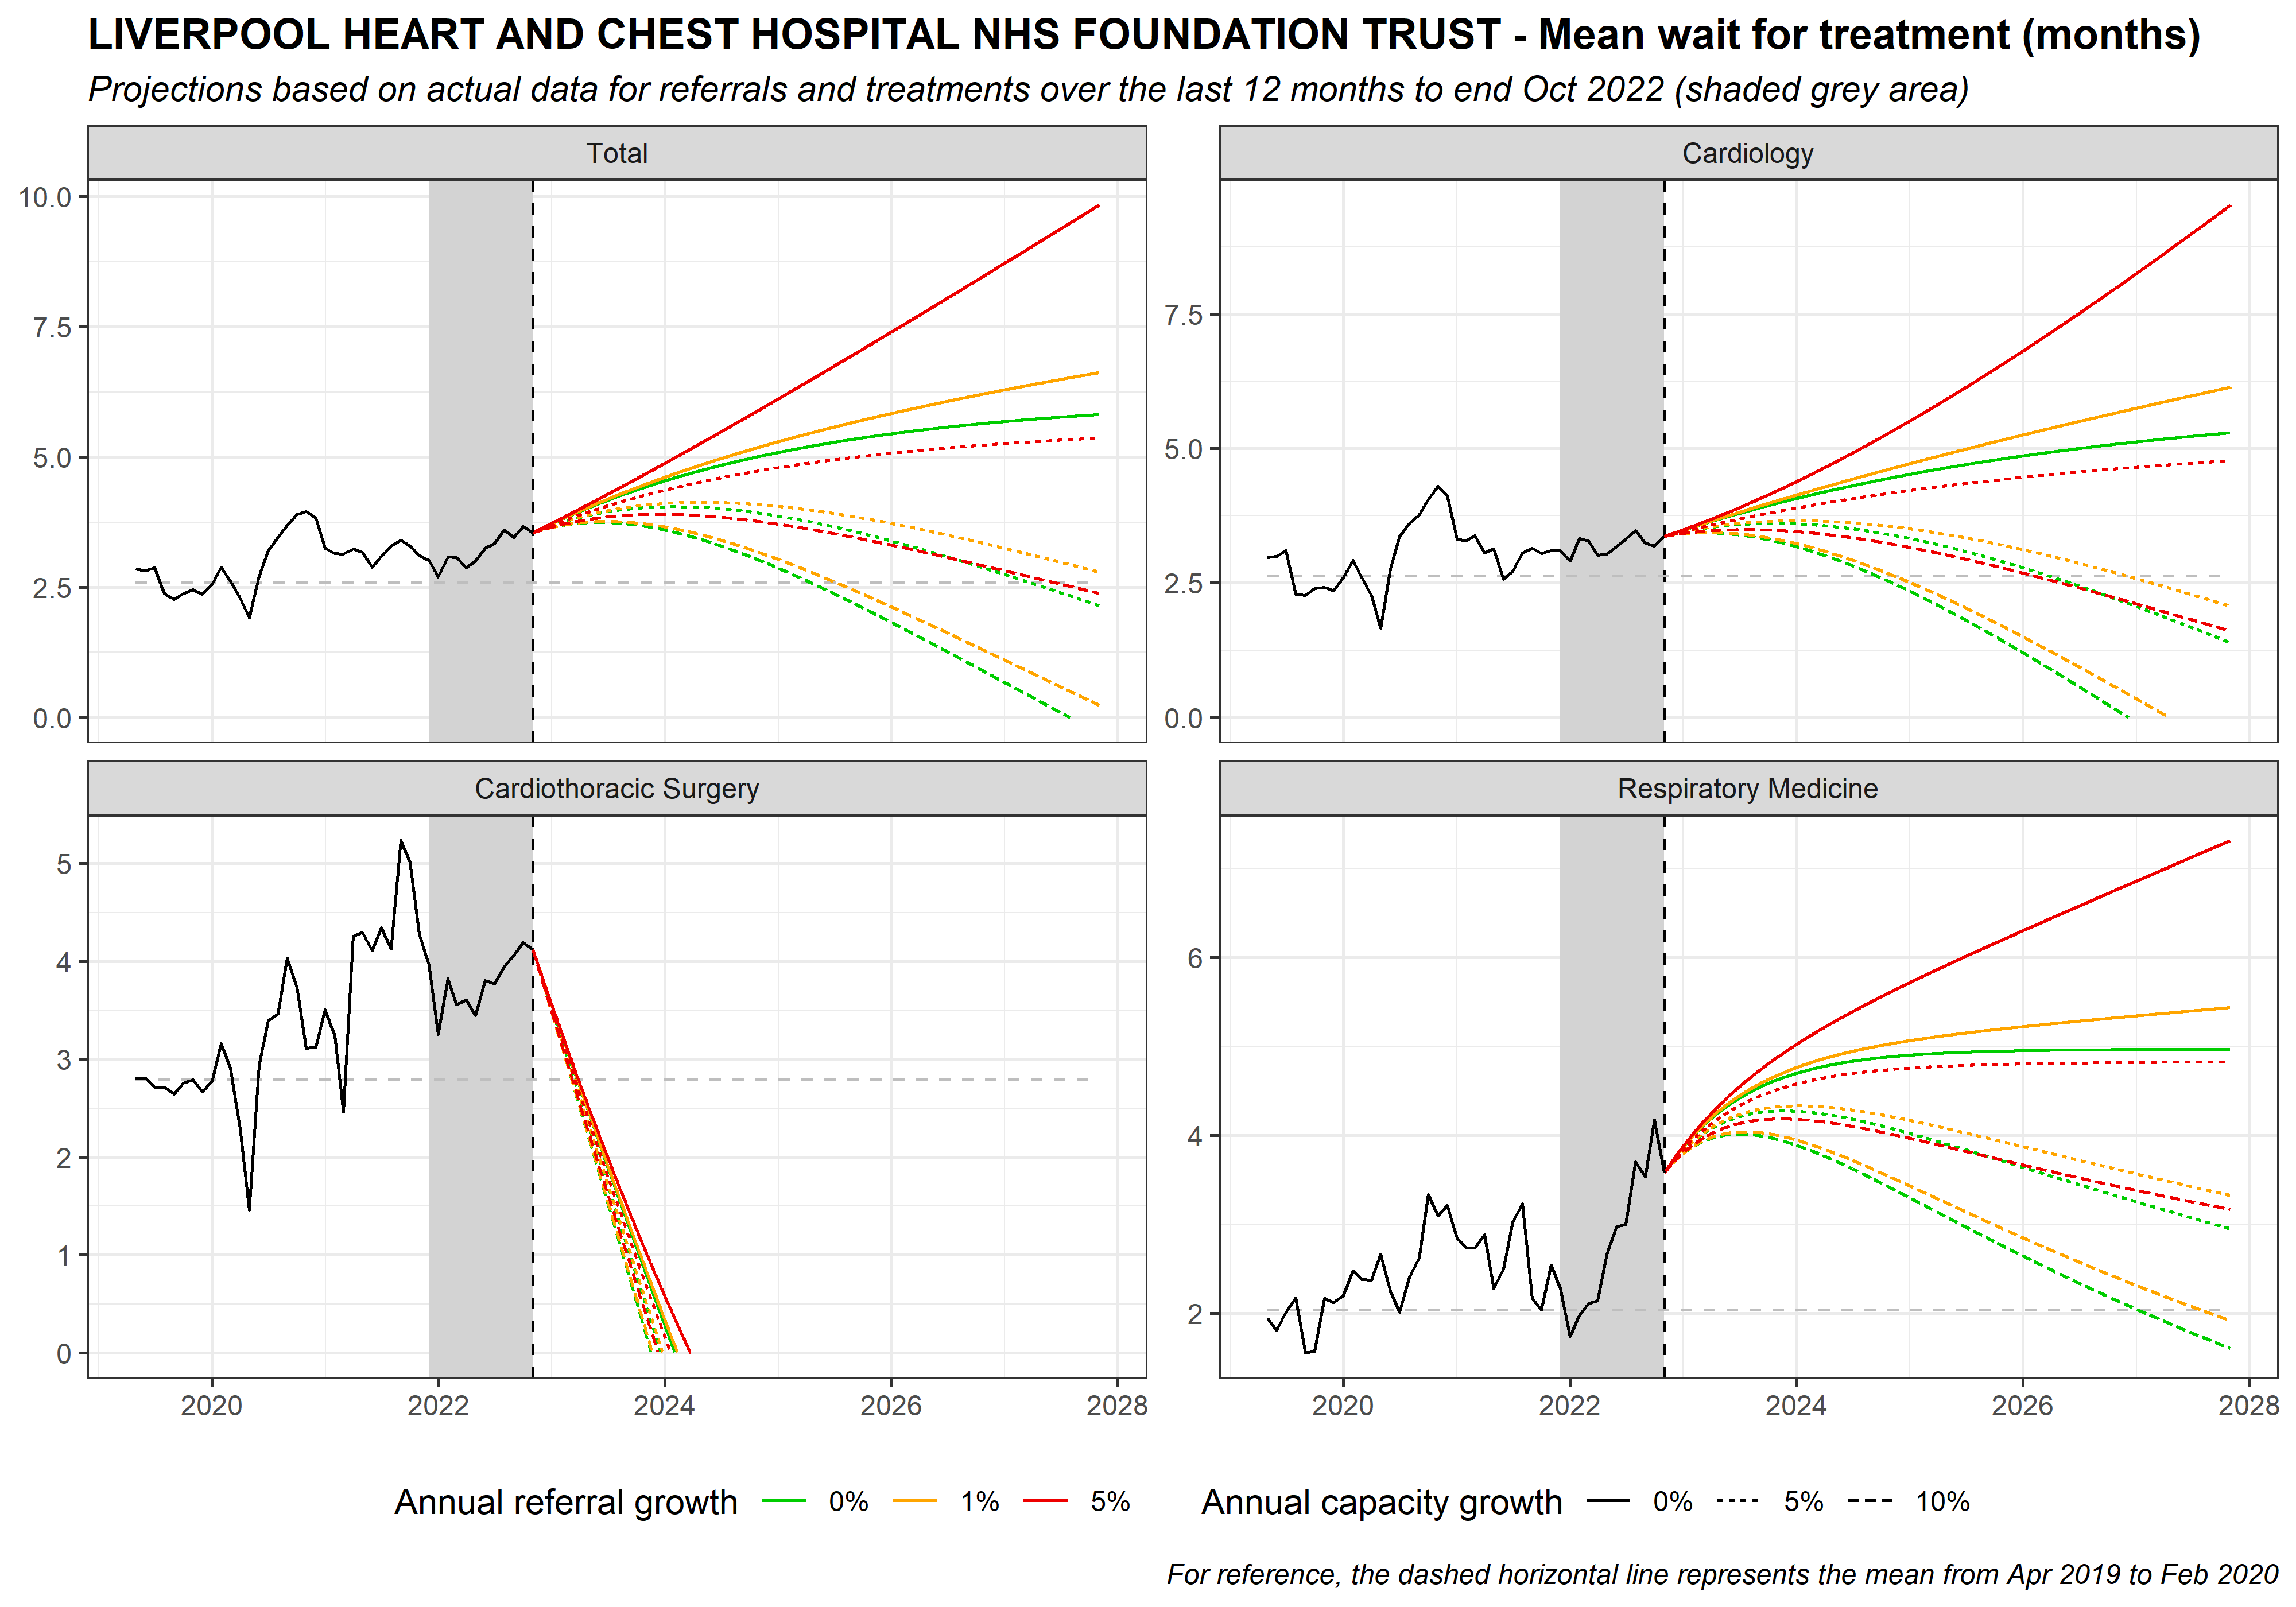 LIVERPOOL HEART AND CHEST HOSPITAL NHS FOUNDATION TRUST - Mean wait for treatment (months)
Projections based on actual data for referrals and treatments over the last 12 months to end Oct 2022 (shaded grey area)
Total
Cardiology
10.0
7.5
5.0
2.5
0.0
7.5
5.0
2.5
0.0
Cardiothoracic Surgery
Respiratory Medicine
5
4
3
2
1
0
6
4
2
2020 2022 2024 2026 2028
2020 2022 2024 2026 2028
Annual referral growth 0% 1% 5%
Annual capacity growth 0% 5% 10%
For reference, the dashed horizontal line represents the mean from Apr 2019 to Feb 2020